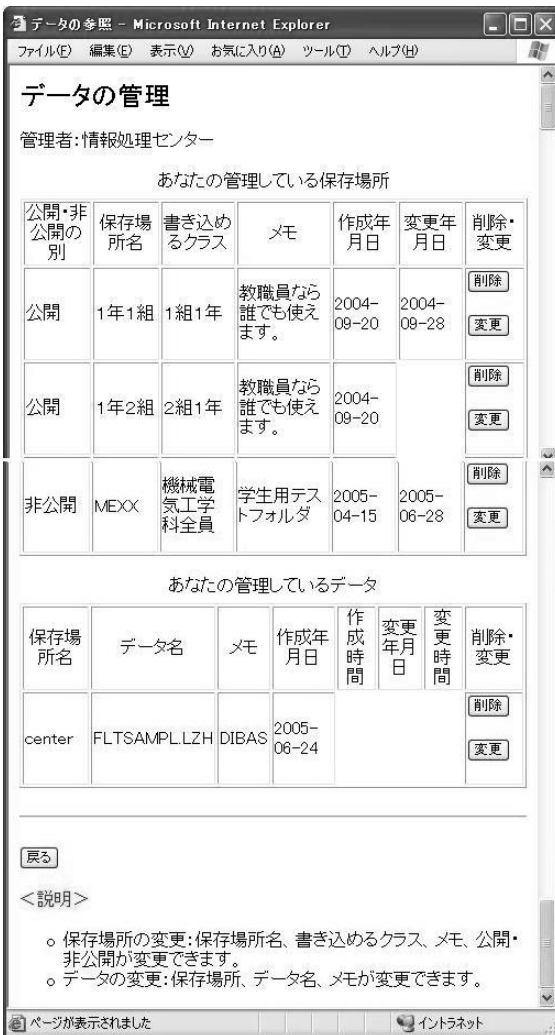 データの参照 - Microsoft Internet Explorer
ファイル(F) 編集(E) 表示(V) お気に入り(A) ツール(T) ヘルプ(H)
データの管理
管理者:情報処理センター
あなたの管理している保存場所
公開・非
公開の
別
保存場
所名
書き込め
るクラス
メモ
作成年
月日
変更年
月日
削除・
変更
公開
1年1組
1組1年
教職員なら
誰でも使え
ます。
2004-
09-20
2004-
09-28
削除
変更
公開
1年2組
2組1年
教職員なら
誰でも使え
ます。
2004-
09-20
削除
変更
非公開
MEXX
機械電
気工学
科全員
学生用テス
トフォルダ
2005-
04-15
2005-
06-28
削除
変更
あなたの管理しているデータ
保存場
所名
データ名
メモ
作成年
月日
作
成
時
間
変更
年月
日
変
更
時
間
削除・
変更
center
FLTSAMPL.LZH
DIBAS
2005-
06-24
削除
変更
戻る
<説明>
保存場所の変更:保存場所名、書き込めるクラス、メモ、公開・
非公開が変更できます。
データの変更:保存場所、データ名、メモが変更できます。
ページが表示されました
イントラネット